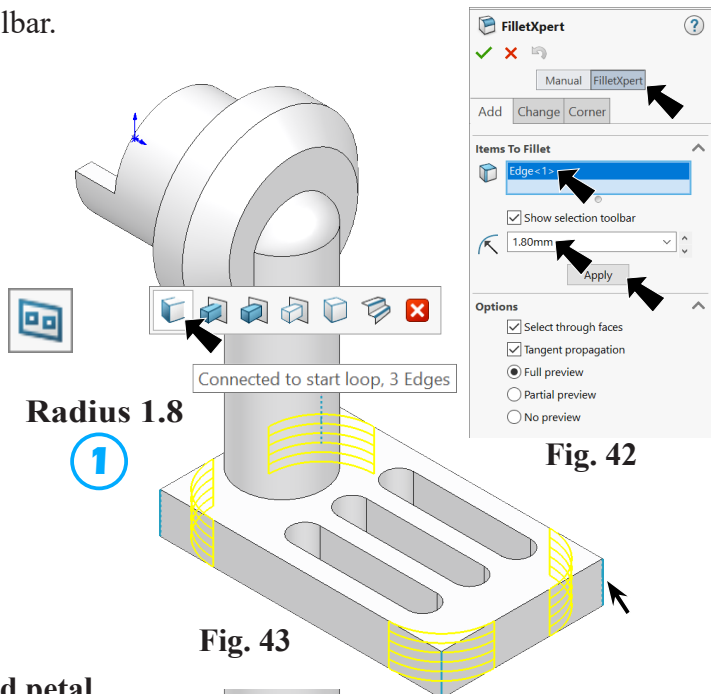 lbar.
FilletXpert
?
Manual FilletXpert
Add Change Corner
Items To Fillet
Edge<1>
Show selection toolbar
1.80mm
Apply
Options
Select through faces
Tangent propagation
Full preview
Partial preview
No preview
Fig. 42
Connected to start loop, 3 Edges
Radius 1.8
1
Fig. 43
d petal